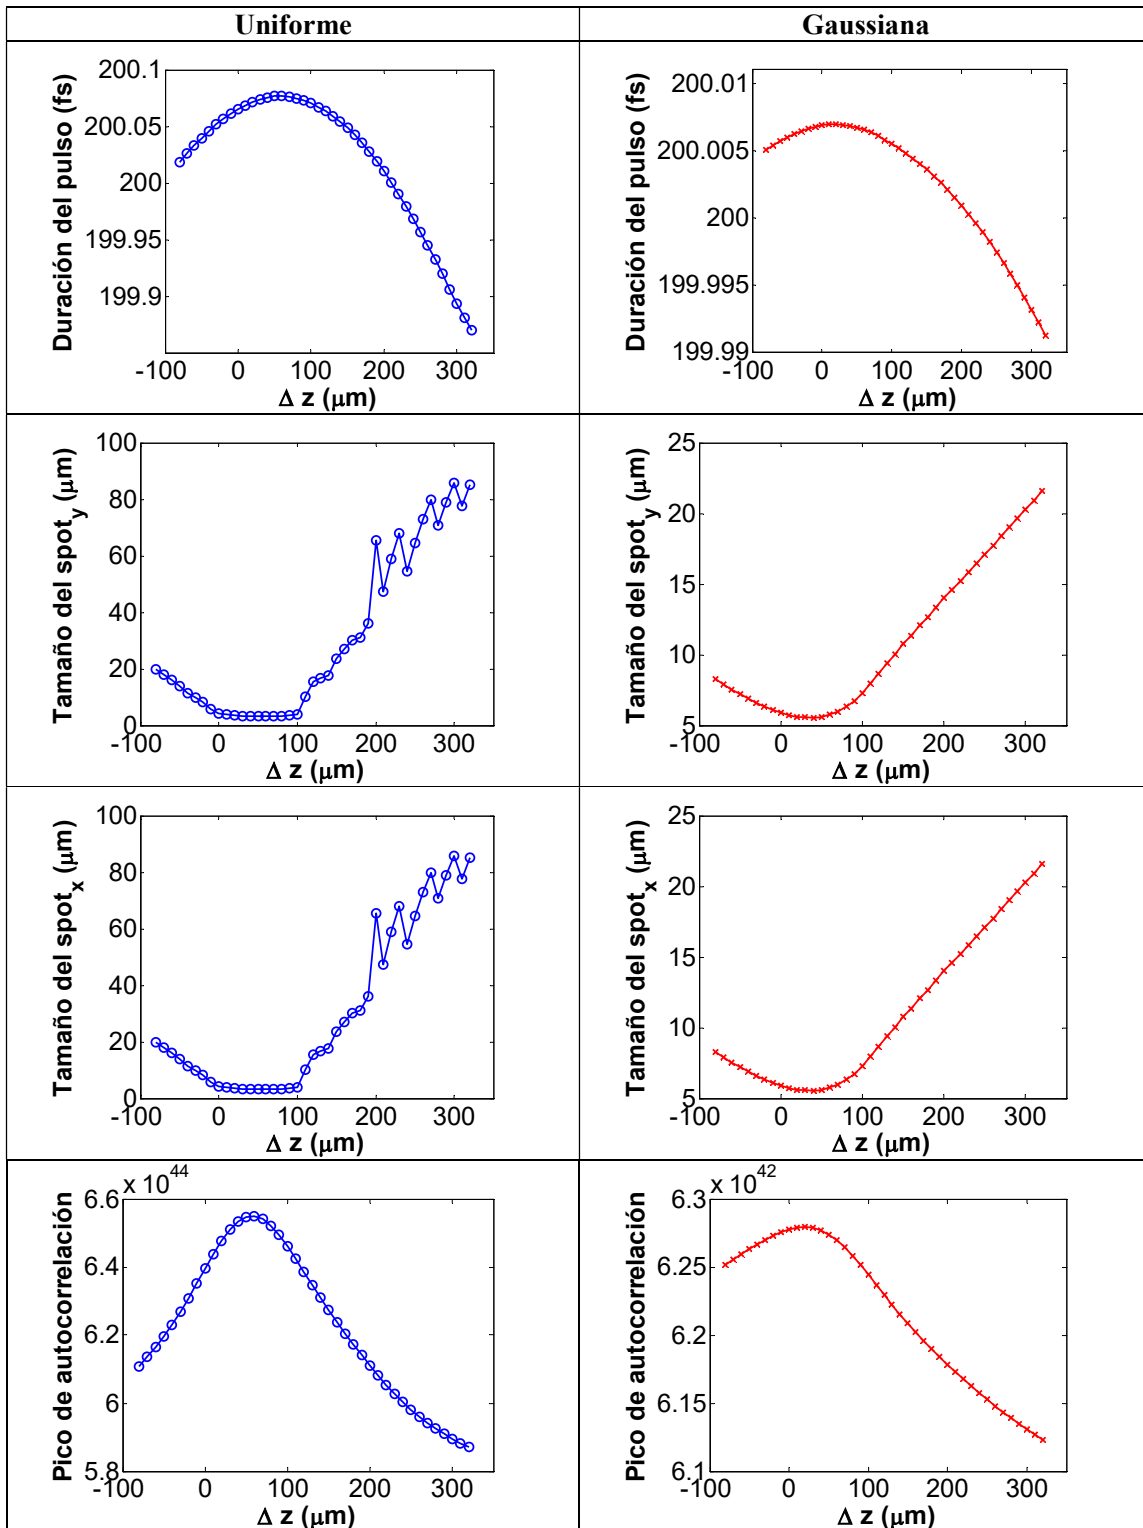 Uniforme
Gaussiana
200.1
200.05
200
199.95
199.9
-100 0 100 200 300
Duración del pulso (fs)
Δ z (μm)
200.01
200.005
200
199.995
199.99
-100 0 100 200 300
Duración del pulso (fs)
Δ z (μm)
100
80
60
40
20
0
-100 0 100 200 300
Tamaño del spot_y (μm)
Δ z (μm)
25
20
15
10
5
-100 0 100 200 300
Tamaño del spot_y (μm)
Δ z (μm)
100
80
60
40
20
0
-100 0 100 200 300
Tamaño del spot_x (μm)
Δ z (μm)
25
20
15
10
5
-100 0 100 200 300
Tamaño del spot_x (μm)
Δ z (μm)
x 10^44
6.6
6.4
6.2
6
5.8
-100 0 100 200 300
Pico de autocorrelación
Δ z (μm)
x 10^42
6.3
6.25
6.2
6.15
6.1
-100 0 100 200 300
Pico de autocorrelación
Δ z (μm)